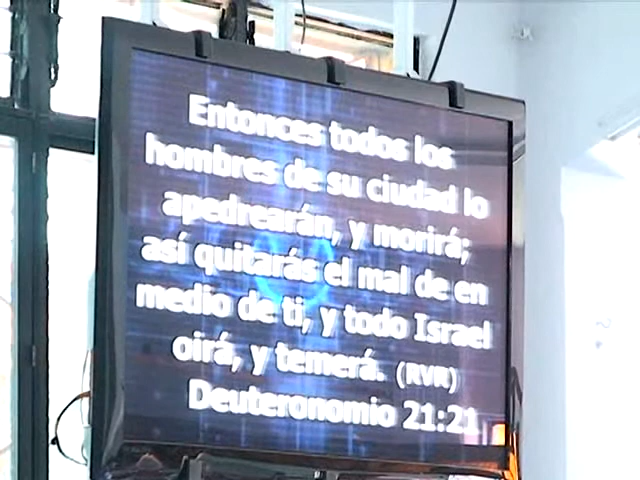 Entonces todos los
hombres de su ciudad lo
apedrearán, y morirá;
así quitarás el mal de en
medio de ti, y todo Israel
oirá, y temerá. (RVR)
Deuteronomio 21:21